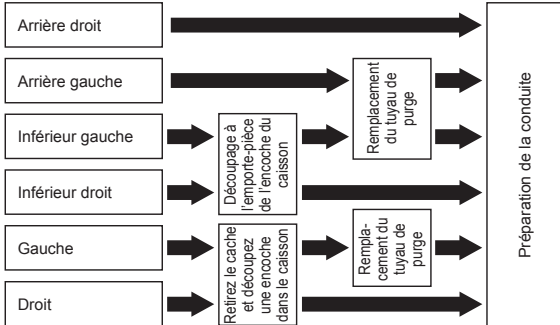 Arrière droit
Arrière gauche
Inférieur gauche
Inférieur droit
Gauche
Droit
Découpage à
l'emporte-pièce
de l'encoche du
caisson
Retirez le cache
et découpez
une encoche
dans le caisson
Remplacement
du tuyau de
purge
Rempla-
cement du
tuyau de
purge
Préparation de la conduite